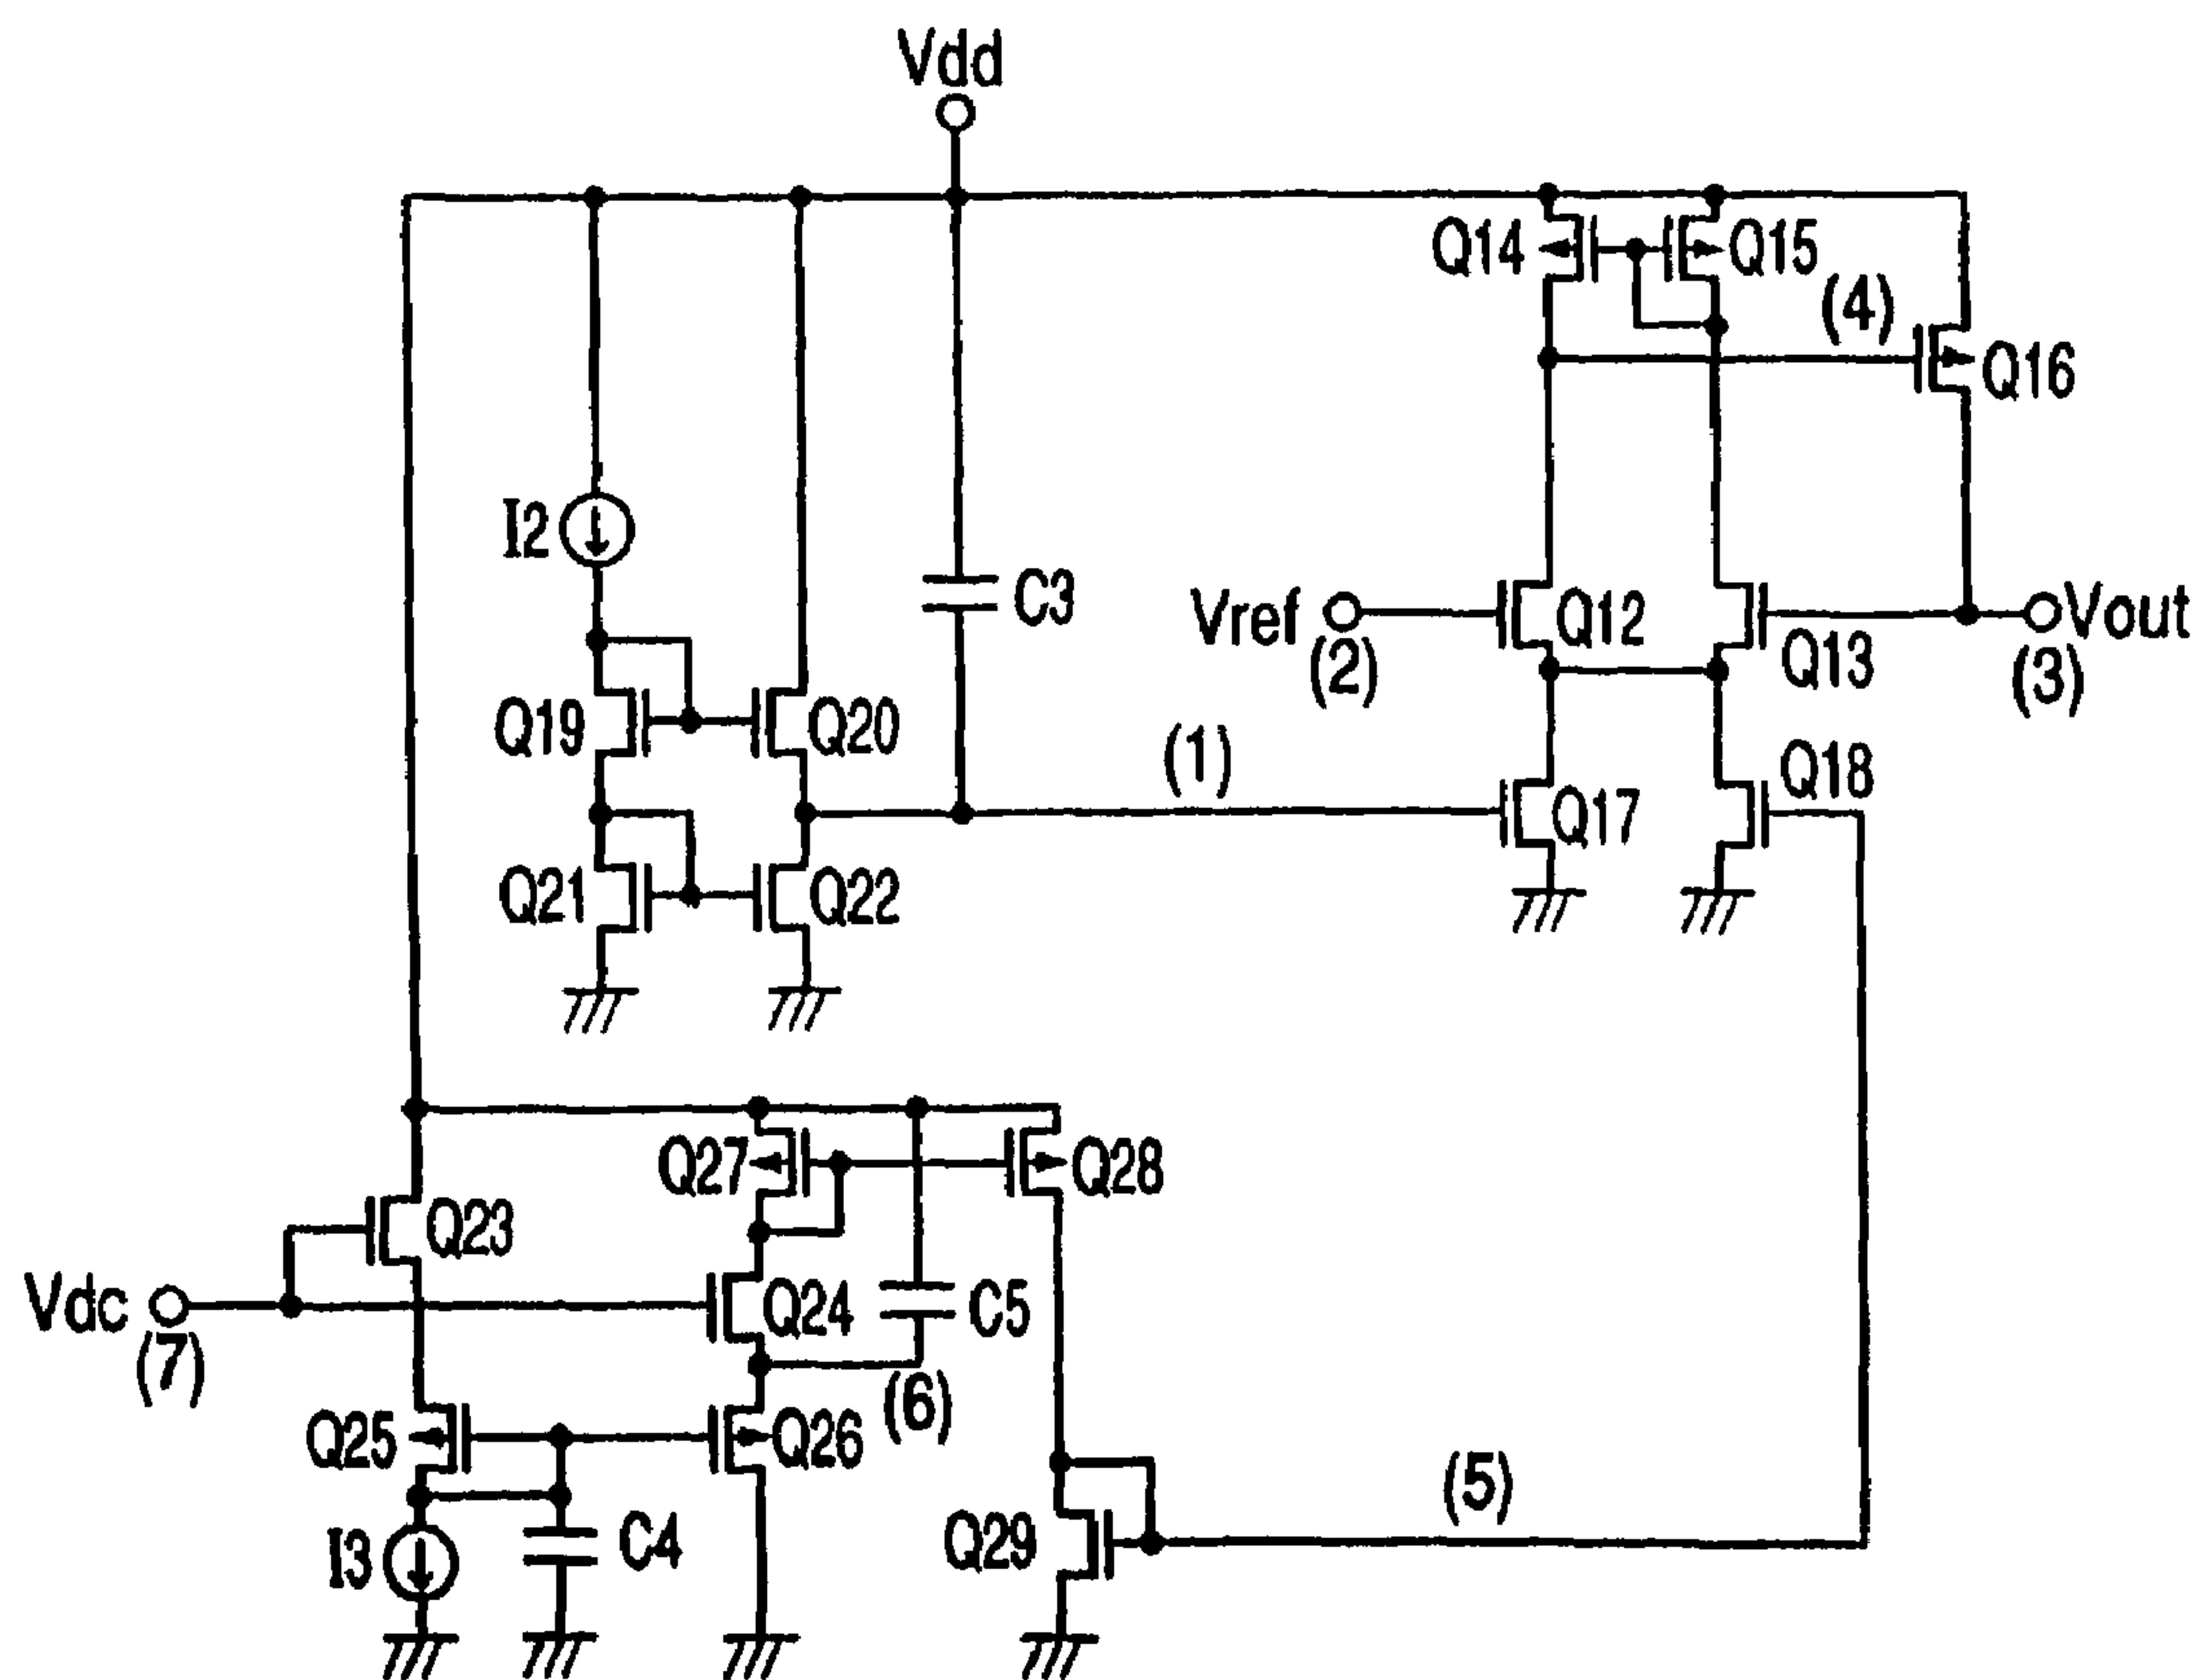 Vdd
Q14
Q15
(4)
Q16
I2
C3
Vref
(2)
Q12
Q13
Vout
(3)
Q19
Q20
(1)
Q17
Q18
Q21
Q22
Q27
Q28
Q23
Vdc
(7)
Q24
C5
(6)
Q25
Q26
I3
C4
Q29
(5)